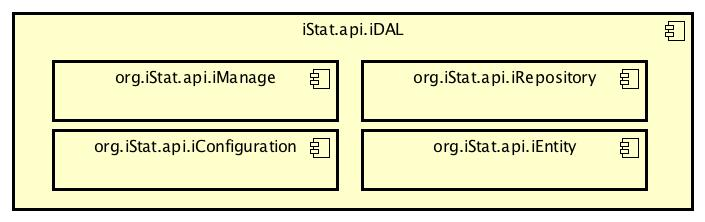 iStat.api.iDAL
org.iStat.api.iManage
org.iStat.api.iRepository
org.iStat.api.iConfiguration
org.iStat.api.iEntity